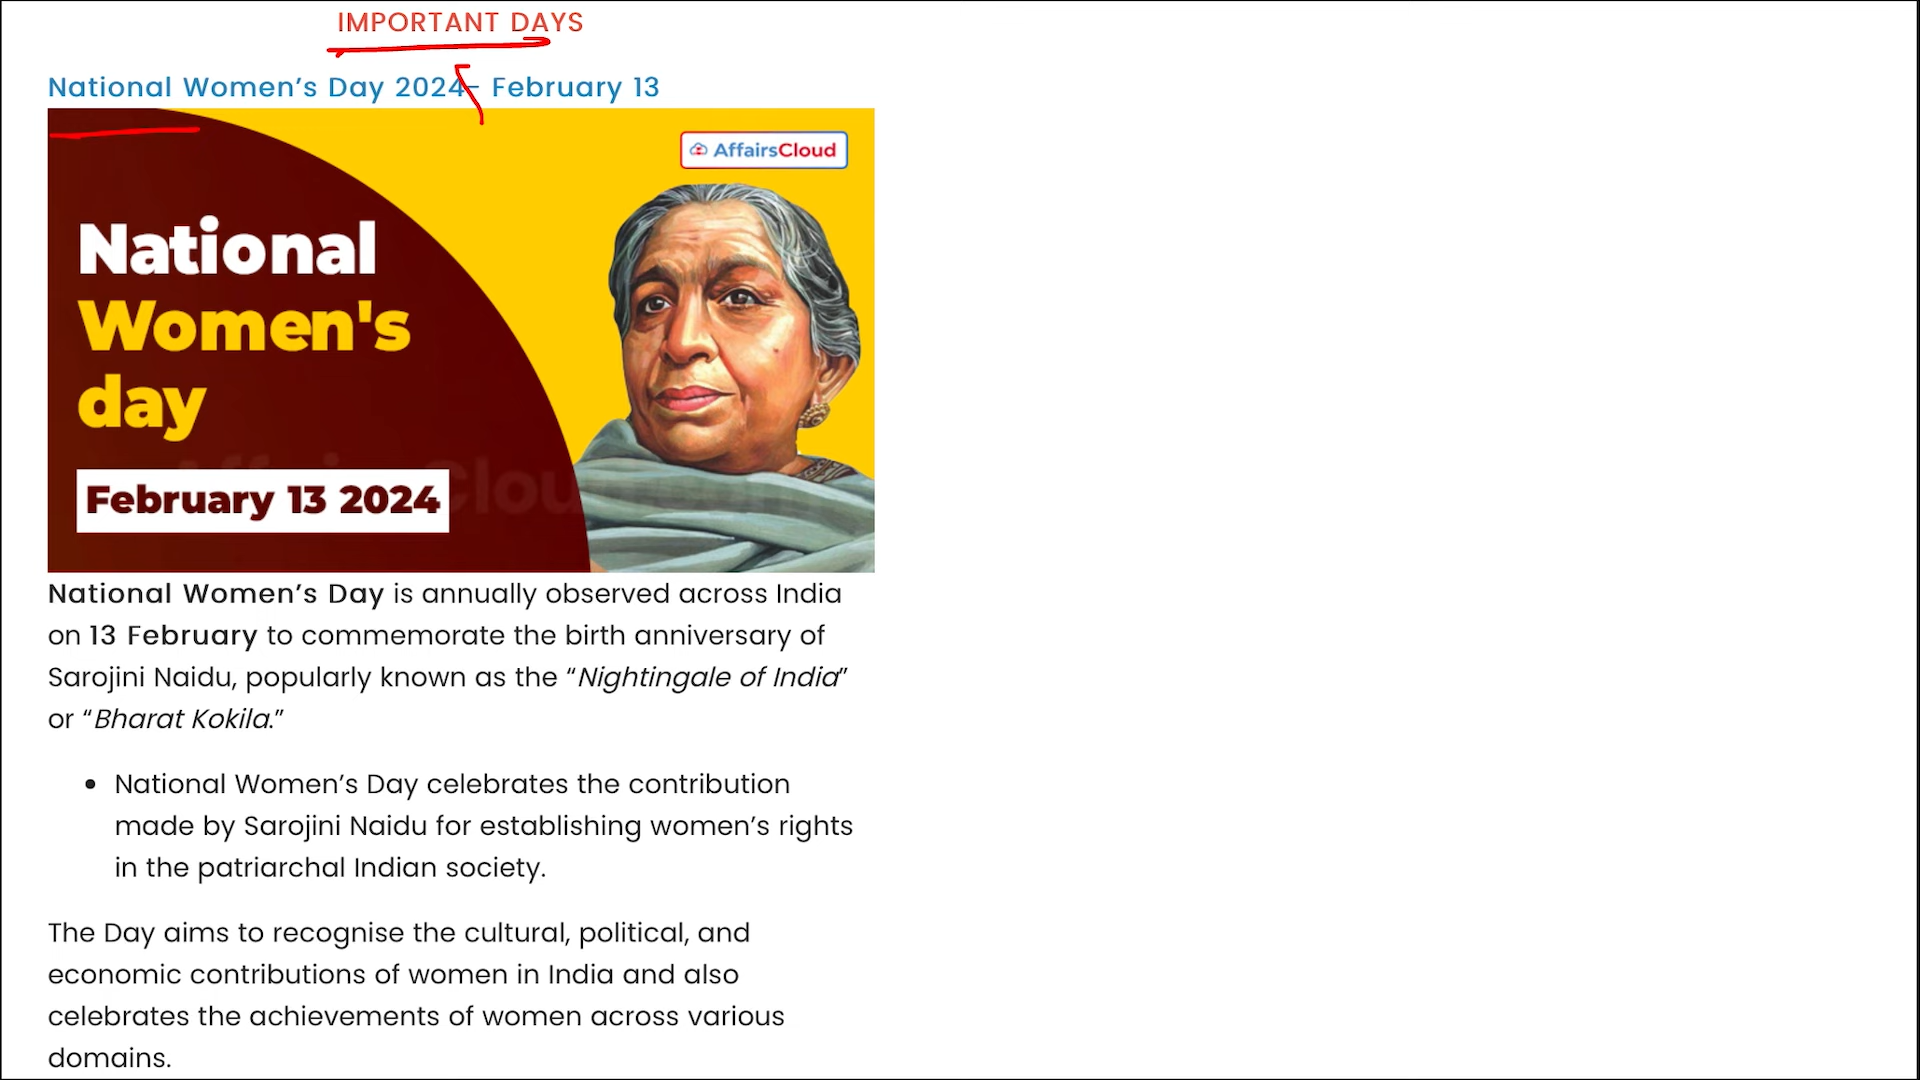 IMPORTANT DAYS
National Women’s Day 2024- February 13
AffairsCloud
National
Women's
day
February 13 2024
National Women’s Day is annually observed across India
on 13 February to commemorate the birth anniversary of
Sarojini Naidu, popularly known as the “Nightingale of India”
or “Bharat Kokila.”
• National Women’s Day celebrates the contribution
made by Sarojini Naidu for establishing women’s rights
in the patriarchal Indian society.
The Day aims to recognise the cultural, political, and
economic contributions of women in India and also
celebrates the achievements of women across various
domains.